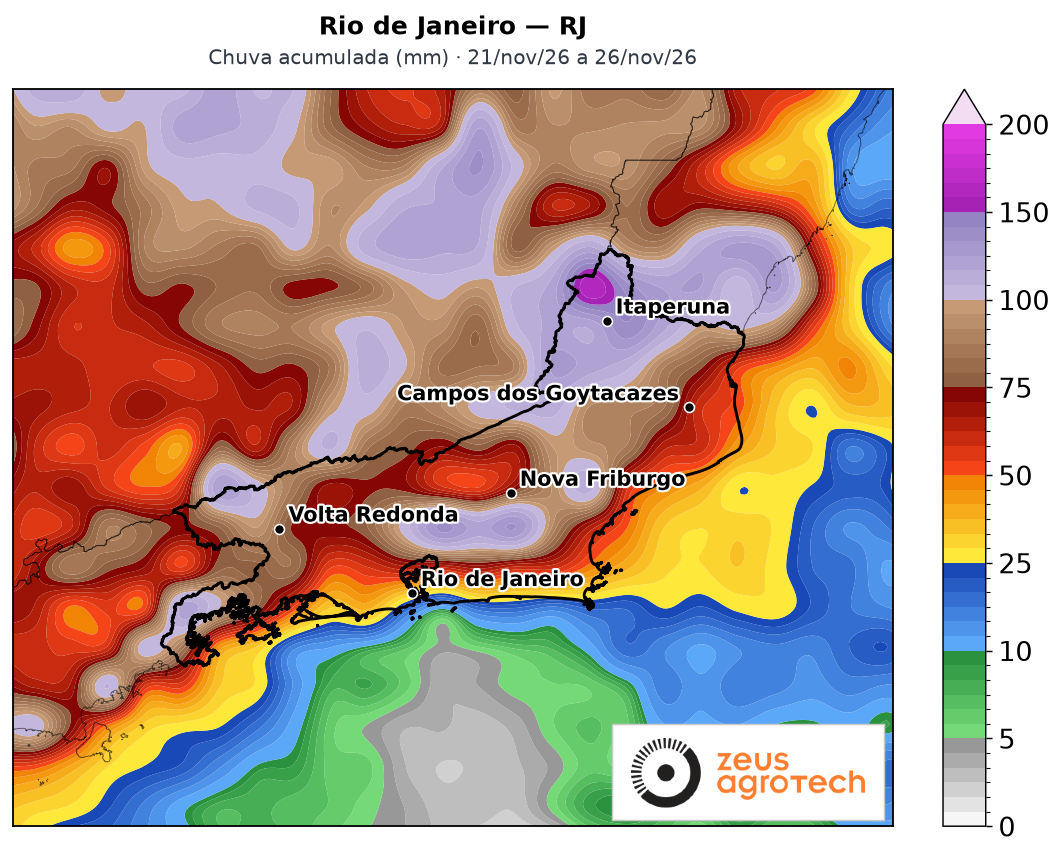 Rio de Janeiro — RJ
Chuva acumulada (mm) · 21/nov/26 a 26/nov/26
200
150
100
75
50
25
10
5
0
Itaperuna
Campos dos Goytacazes
Nova Friburgo
Volta Redonda
Rio de Janeiro
zeus
agrotech